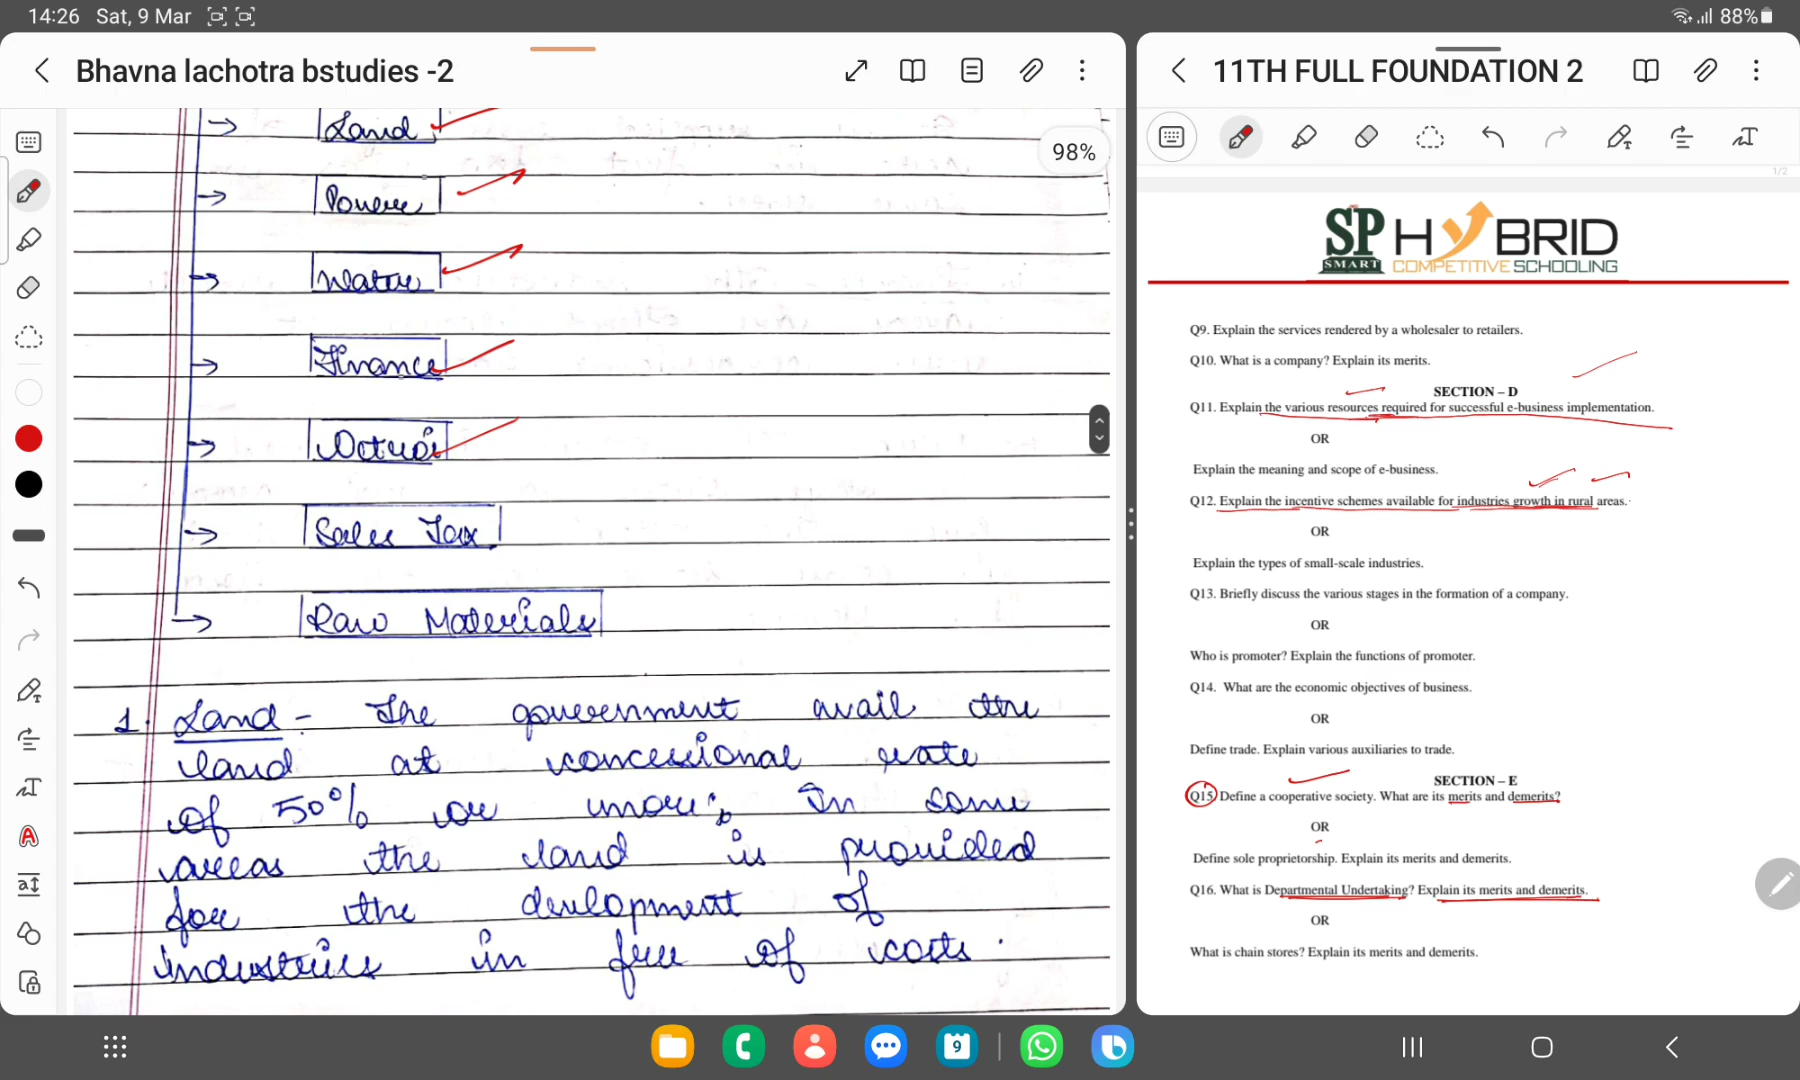 14:26 Sat, 9 Mar
88%
Bhavna lachotra bstudies -2
98%
Land
Power
Water
Finance
Octroi
Sales Tax
Raw Materials
1. Land - The government avail the
land at concessional rate
of 50% or more; In some
areas the land is provided
for the devlopment of
industries in free of costs.
11TH FULL FOUNDATION 2
1/2
SP HYBRID
SMART COMPETITIVE SCHOOLING
Q9. Explain the services rendered by a wholesaler to retailers.
Q10. What is a company? Explain its merits.
SECTION – D
Q11. Explain the various resources required for successful e-business implementation.
OR
Explain the meaning and scope of e-business.
Q12. Explain the incentive schemes available for industries growth in rural areas.
OR
Explain the types of small-scale industries.
Q13. Briefly discuss the various stages in the formation of a company.
OR
Who is promoter? Explain the functions of promoter.
Q14. What are the economic objectives of business.
OR
Define trade. Explain various auxiliaries to trade.
SECTION – E
Q15. Define a cooperative society. What are its merits and demerits?
OR
Define sole proprietorship. Explain its merits and demerits.
Q16. What is Departmental Undertaking? Explain its merits and demerits.
OR
What is chain stores? Explain its merits and demerits.
9